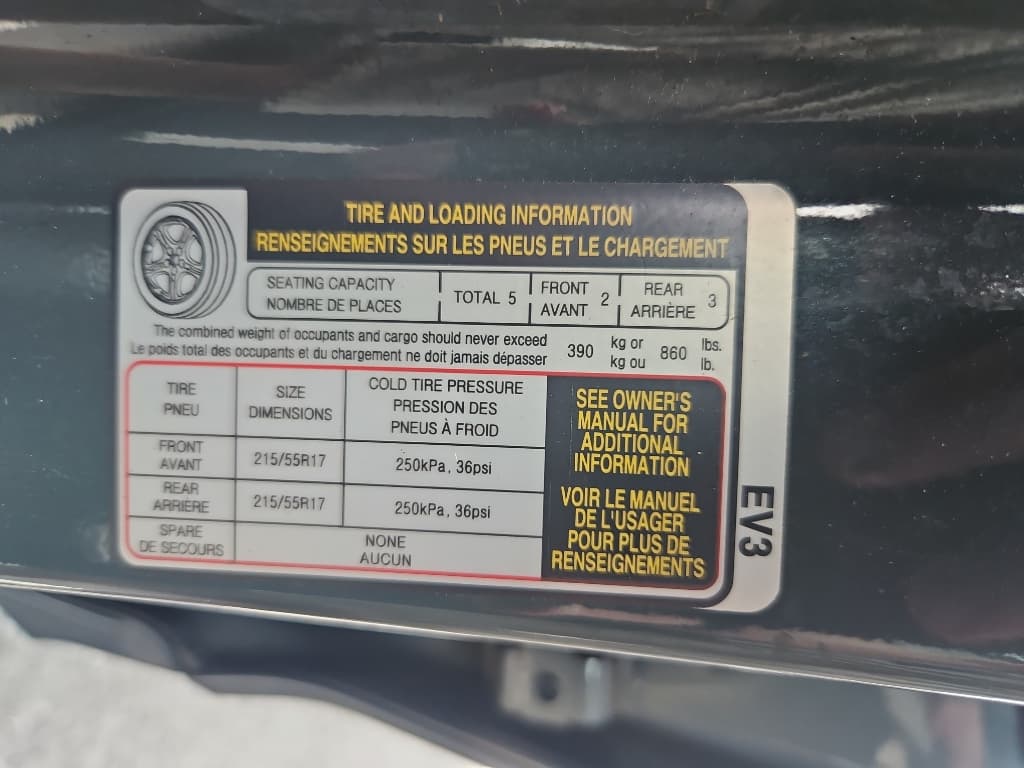 TIRE AND LOADING INFORMATION
RENSEIGNEMENTS SUR LES PNEUS ET LE CHARGEMENT
SEATING CAPACITY
NOMBRE DE PLACES
TOTAL 5
FRONT
AVANT
2
REAR
ARRIÈRE
3
The combined weight of occupants and cargo should never exceed
Le poids total des occupants et du chargement ne doit jamais dépasser
390
kg or
kg ou
860
lbs.
lb.
TIRE
PNEU
SIZE
DIMENSIONS
COLD TIRE PRESSURE
PRESSION DES
PNEUS À FROID
FRONT
AVANT
215/55R17
250kPa, 36psi
REAR
ARRIÈRE
215/55R17
250kPa, 36psi
SPARE
DE SECOURS
NONE
AUCUN
SEE OWNER'S
MANUAL FOR
ADDITIONAL
INFORMATION
VOIR LE MANUEL
DE L'USAGER
POUR PLUS DE
RENSEIGNEMENTS
EV3